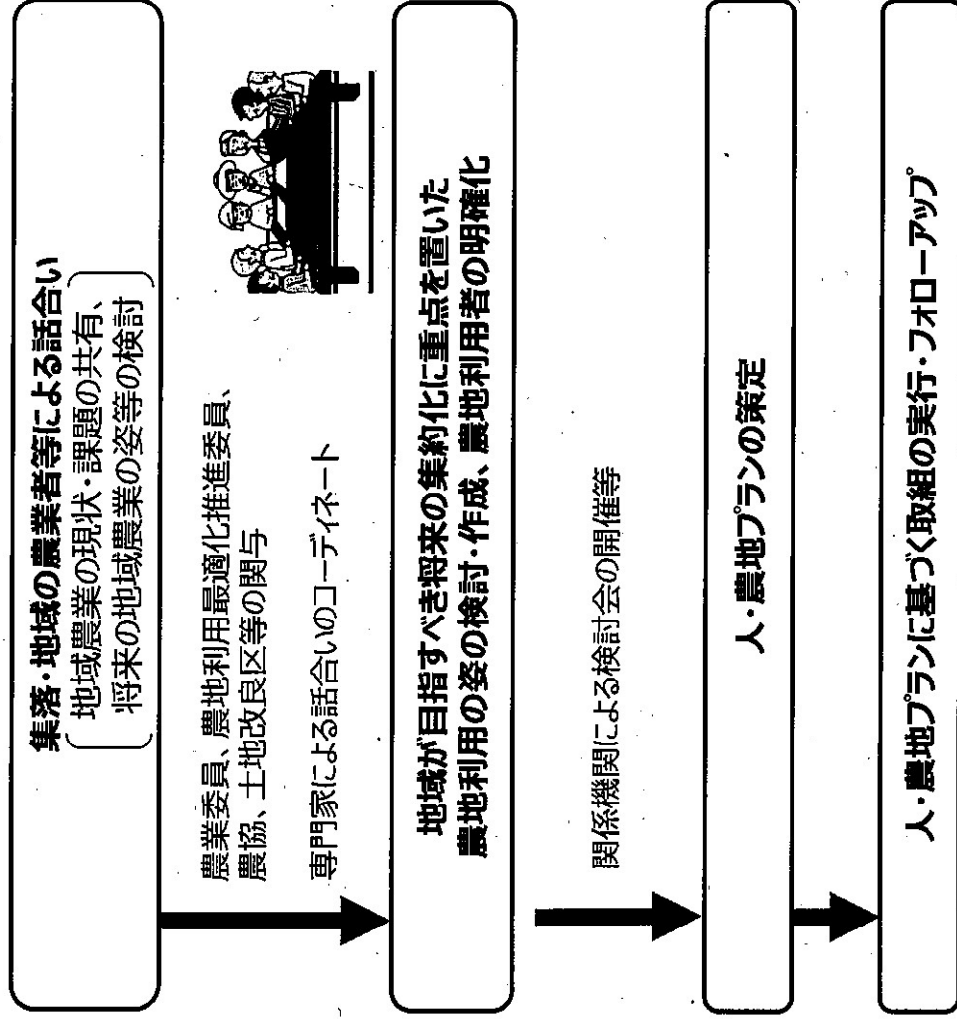 集落・地域の農業者等による話合い
地域農業の現状・課題の共有、
将来の地域農業の姿等の検討
農業委員、農地利用最適化推進委員、
農協、土地改良区等の関与
専門家による話合いのコーディネート
地域が目指すべき将来の集約化に重点を置いた
農地利用の姿の検討・作成、農地利用者の明確化
関係機関による検討会の開催等
人・農地プランの策定
人・農地プランに基づく取組の実行・フォローアップ